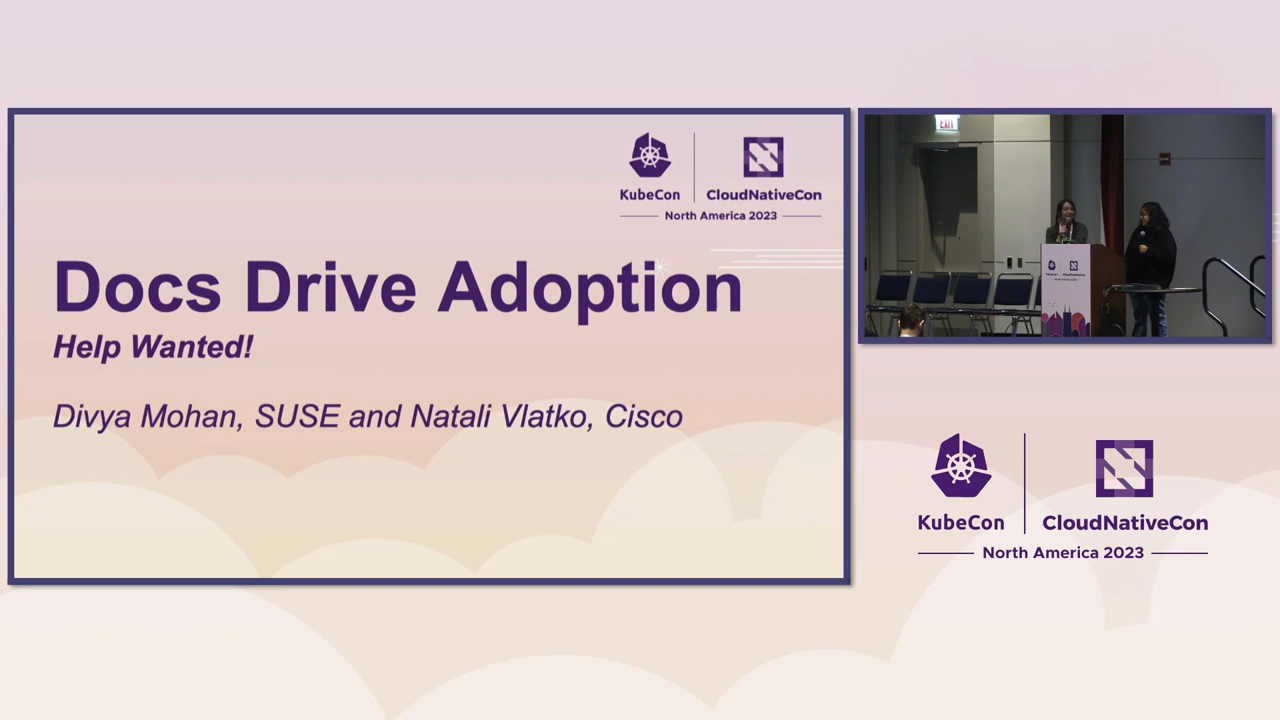 KubeCon
CloudNativeCon
North America 2023
Docs Drive Adoption
Help Wanted!
Divya Mohan, SUSE and Natali Vlatko, Cisco
EXIT
KubeCon
CloudNativeCon
North America 2023